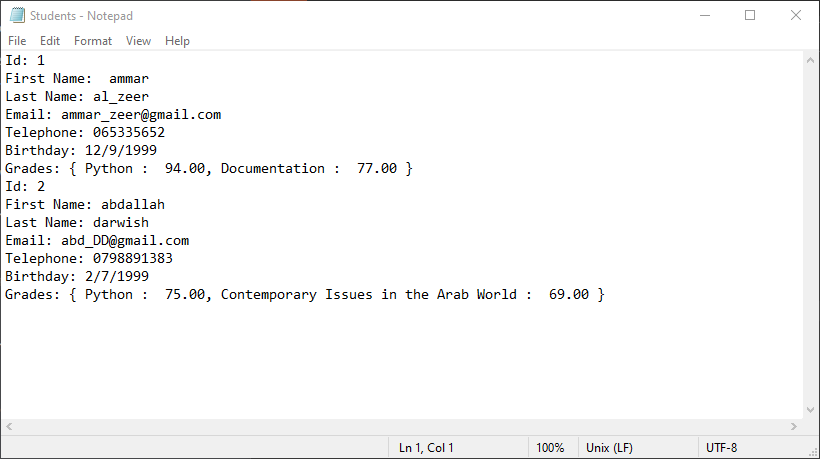 Students - Notepad
File Edit Format View Help
Id: 1
First Name:  ammar
Last Name: al_zeer
Email: ammar_zeer@gmail.com
Telephone: 065335652
Birthday: 12/9/1999
Grades: { Python :  94.00, Documentation :  77.00 }
Id: 2
First Name: abdallah
Last Name: darwish
Email: abd_DD@gmail.com
Telephone: 0798891383
Birthday: 2/7/1999
Grades: { Python :  75.00, Contemporary Issues in the Arab World :  69.00 }
Ln 1, Col 1 100% Unix (LF) UTF-8